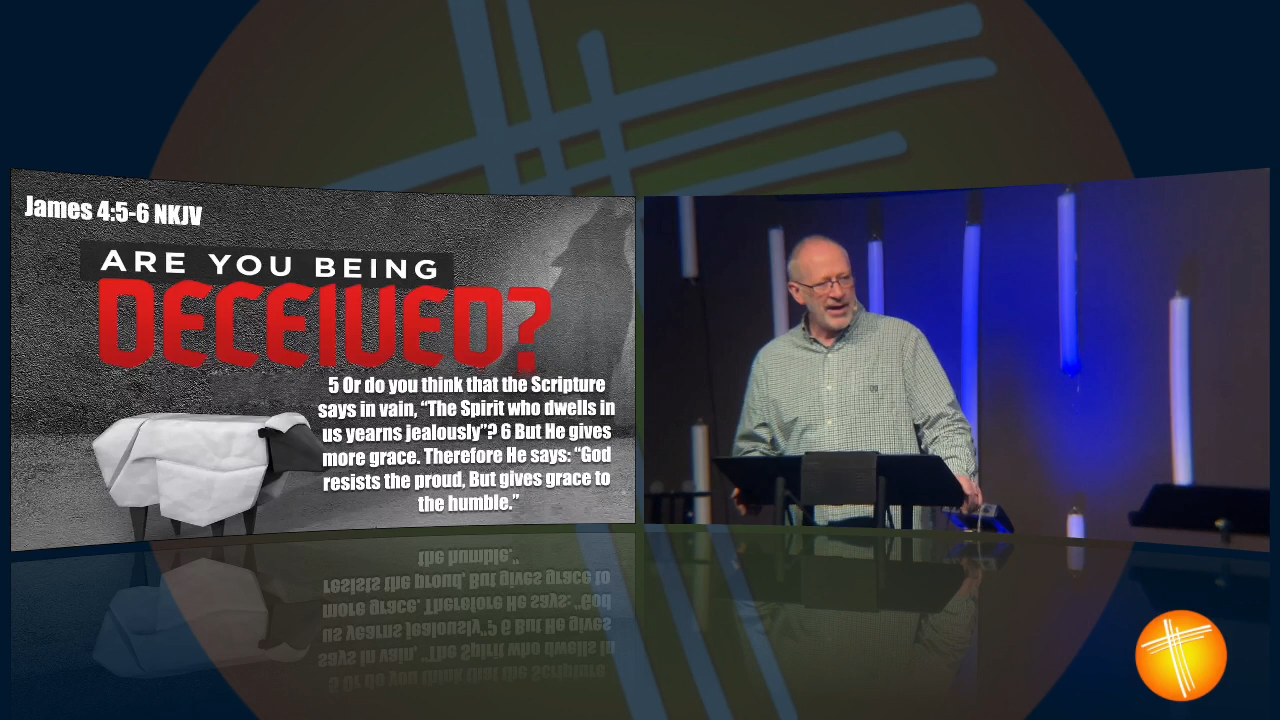 James 4:5-6 NKJV
ARE YOU BEING
DECEIVED?
5 Or do you think that the Scripture
says in vain, “The Spirit who dwells in
us yearns jealously”? 6 But He gives
more grace. Therefore He says: “God
resists the proud, But gives grace to
the humble.”